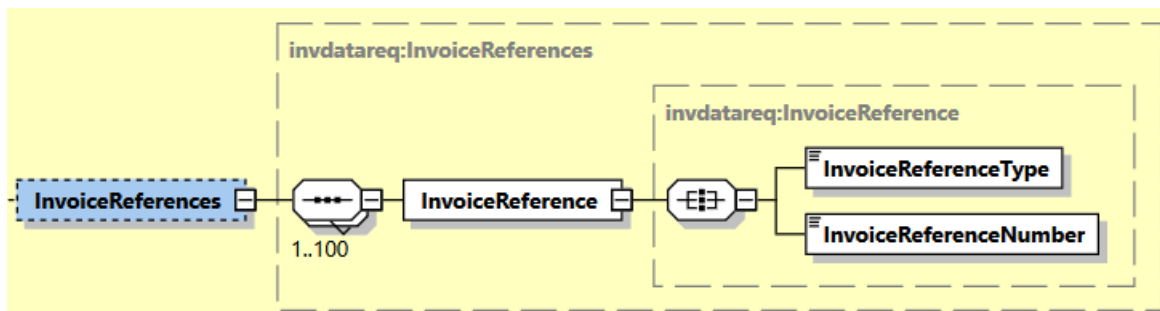 invdatareq:InvoiceReferences
invdatareq:InvoiceReference
InvoiceReferenceType
InvoiceReferences
InvoiceReference
InvoiceReferenceNumber
1..100